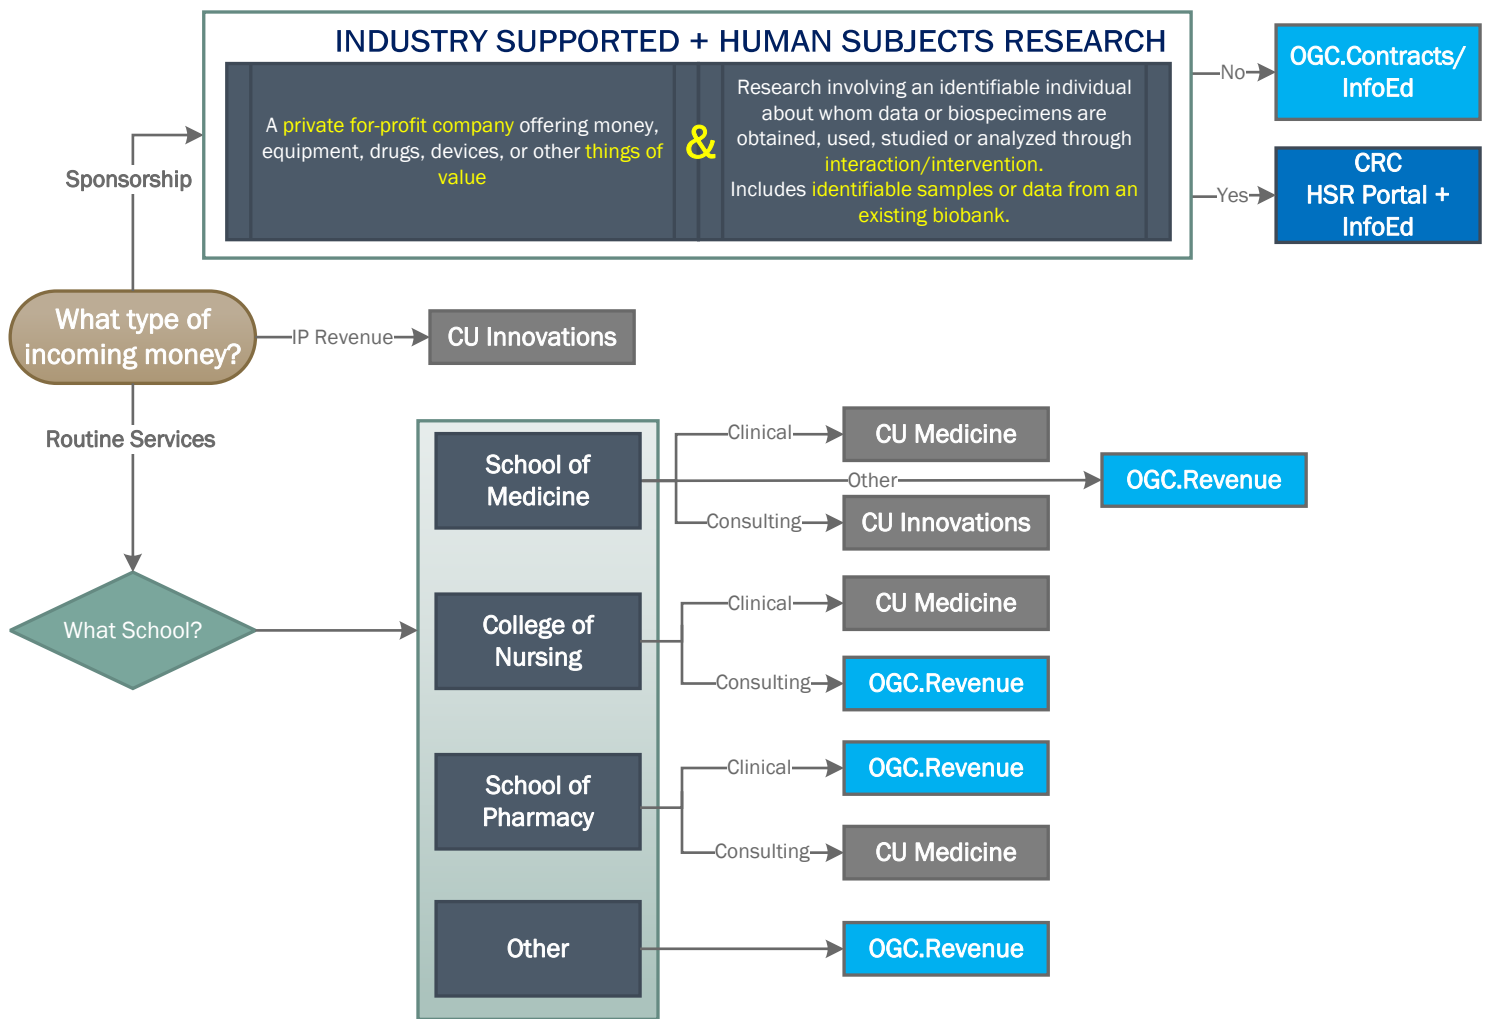 INDUSTRY SUPPORTED + HUMAN SUBJECTS RESEARCH
A private for-profit company offering money,
equipment, drugs, devices, or other things of
value
&
Research involving an identifiable individual
about whom data or biospecimens are
obtained, used, studied or analyzed through
interaction/intervention.
Includes identifiable samples or data from an
existing biobank.
No
OGC.Contracts/
InfoEd
Yes
CRC
HSR Portal +
InfoEd
Sponsorship
What type of
incoming money?
IP Revenue
CU Innovations
Routine Services
What School?
School of
Medicine
Clinical
CU Medicine
Other
OGC.Revenue
Consulting
CU Innovations
College of
Nursing
Clinical
CU Medicine
Consulting
OGC.Revenue
School of
Pharmacy
Clinical
OGC.Revenue
Consulting
CU Medicine
Other
OGC.Revenue